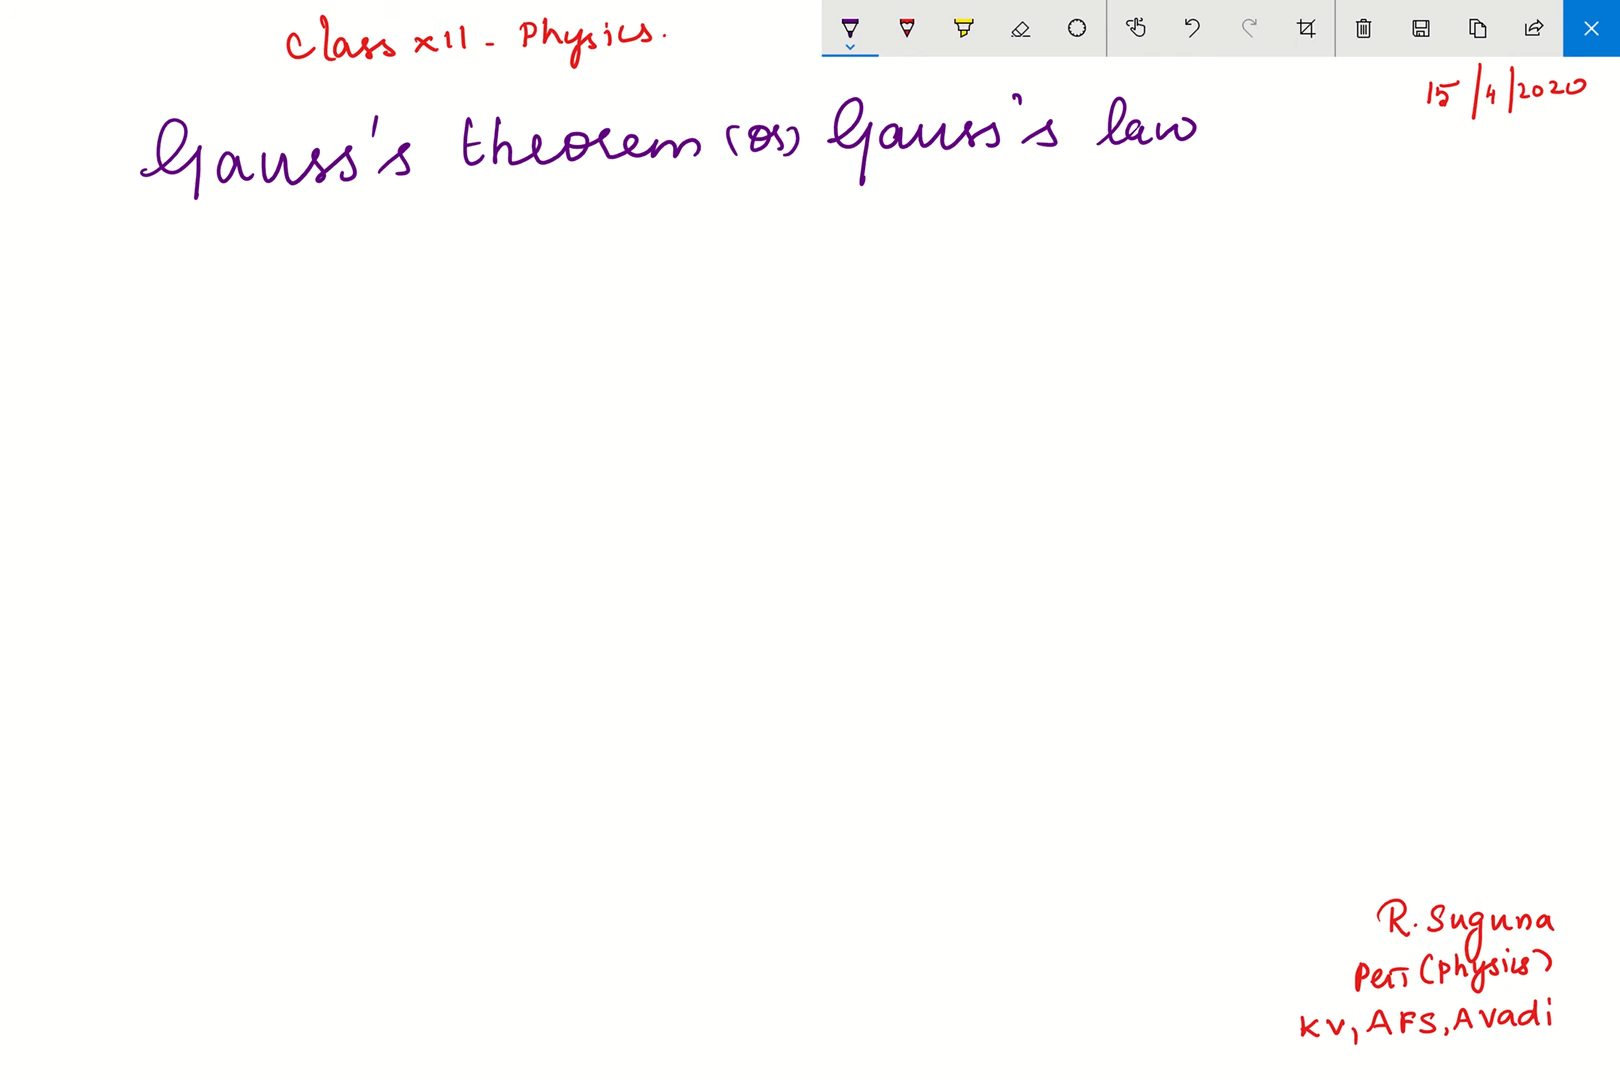 Class XII - Physics.
15/4/2020
Gauss's theorem (or) Gauss's law
R. Suguna
PGT (Physics)
KV, AFS, Avadi